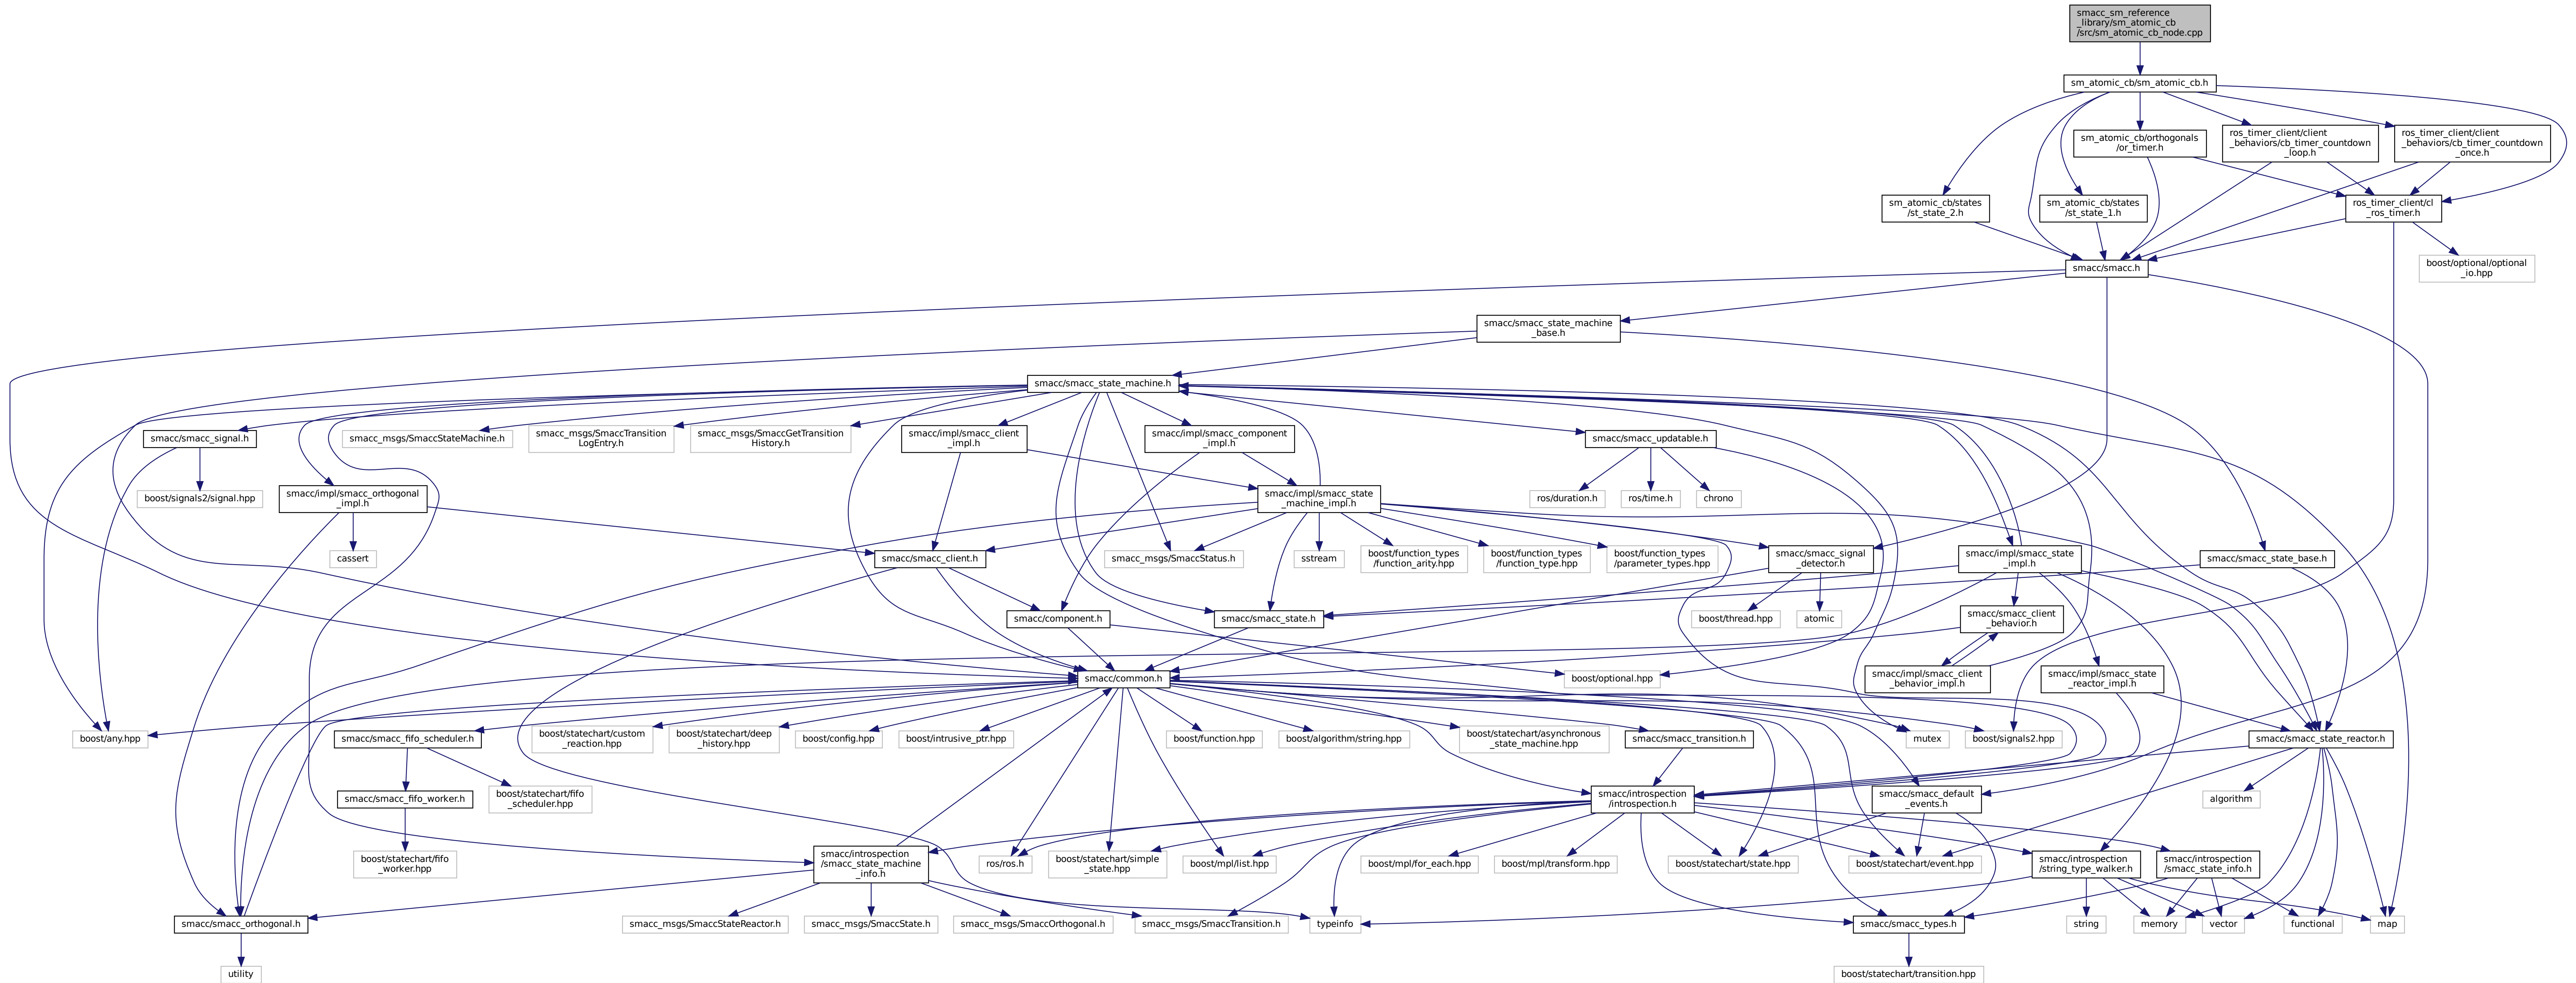 smacc_sm_reference
_library/sm_atomic_cb
/src/sm_atomic_cb_node.cpp
sm_atomic_cb/sm_atomic_cb.h
sm_atomic_cb/orthogonals
/or_timer.h
ros_timer_client/client
_behaviors/cb_timer_countdown
_loop.h
ros_timer_client/client
_behaviors/cb_timer_countdown
_once.h
sm_atomic_cb/states
/st_state_2.h
sm_atomic_cb/states
/st_state_1.h
ros_timer_client/cl
_ros_timer.h
smacc/smacc.h
boost/optional/optional
_io.hpp
smacc/smacc_state_machine
_base.h
smacc/smacc_state_machine.h
smacc/smacc_signal.h
smacc_msgs/SmaccStateMachine.h
smacc_msgs/SmaccTransition
LogEntry.h
smacc_msgs/SmaccGetTransition
History.h
smacc/impl/smacc_client
_impl.h
smacc/impl/smacc_component
_impl.h
smacc/smacc_updatable.h
boost/signals2/signal.hpp
smacc/impl/smacc_orthogonal
_impl.h
smacc/impl/smacc_state
_machine_impl.h
ros/duration.h
ros/time.h
chrono
cassert
smacc/smacc_client.h
smacc_msgs/SmaccStatus.h
sstream
boost/function_types
/function_arity.hpp
boost/function_types
/function_type.hpp
boost/function_types
/parameter_types.hpp
smacc/smacc_signal
_detector.h
smacc/impl/smacc_state
_impl.h
smacc/smacc_state_base.h
smacc/component.h
smacc/smacc_state.h
boost/thread.hpp
atomic
smacc/smacc_client
_behavior.h
smacc/common.h
boost/optional.hpp
smacc/impl/smacc_client
_behavior_impl.h
smacc/impl/smacc_state
_reactor_impl.h
boost/any.hpp
smacc/smacc_fifo_scheduler.h
boost/statechart/custom
_reaction.hpp
boost/statechart/deep
_history.hpp
boost/config.hpp
boost/intrusive_ptr.hpp
boost/function.hpp
boost/algorithm/string.hpp
boost/statechart/asynchronous
_state_machine.hpp
smacc/smacc_transition.h
mutex
boost/signals2.hpp
smacc/smacc_state_reactor.h
smacc/smacc_fifo_worker.h
boost/statechart/fifo
_scheduler.hpp
smacc/introspection
/introspection.h
smacc/smacc_default
_events.h
algorithm
boost/statechart/fifo
_worker.hpp
smacc/introspection
/smacc_state_machine
_info.h
ros/ros.h
boost/statechart/simple
_state.hpp
boost/mpl/list.hpp
boost/mpl/for_each.hpp
boost/mpl/transform.hpp
boost/statechart/state.hpp
boost/statechart/event.hpp
smacc/introspection
/string_type_walker.h
smacc/introspection
/smacc_state_info.h
smacc/smacc_orthogonal.h
smacc_msgs/SmaccStateReactor.h
smacc_msgs/SmaccState.h
smacc_msgs/SmaccOrthogonal.h
smacc_msgs/SmaccTransition.h
typeinfo
smacc/smacc_types.h
string
memory
vector
functional
map
utility
boost/statechart/transition.hpp